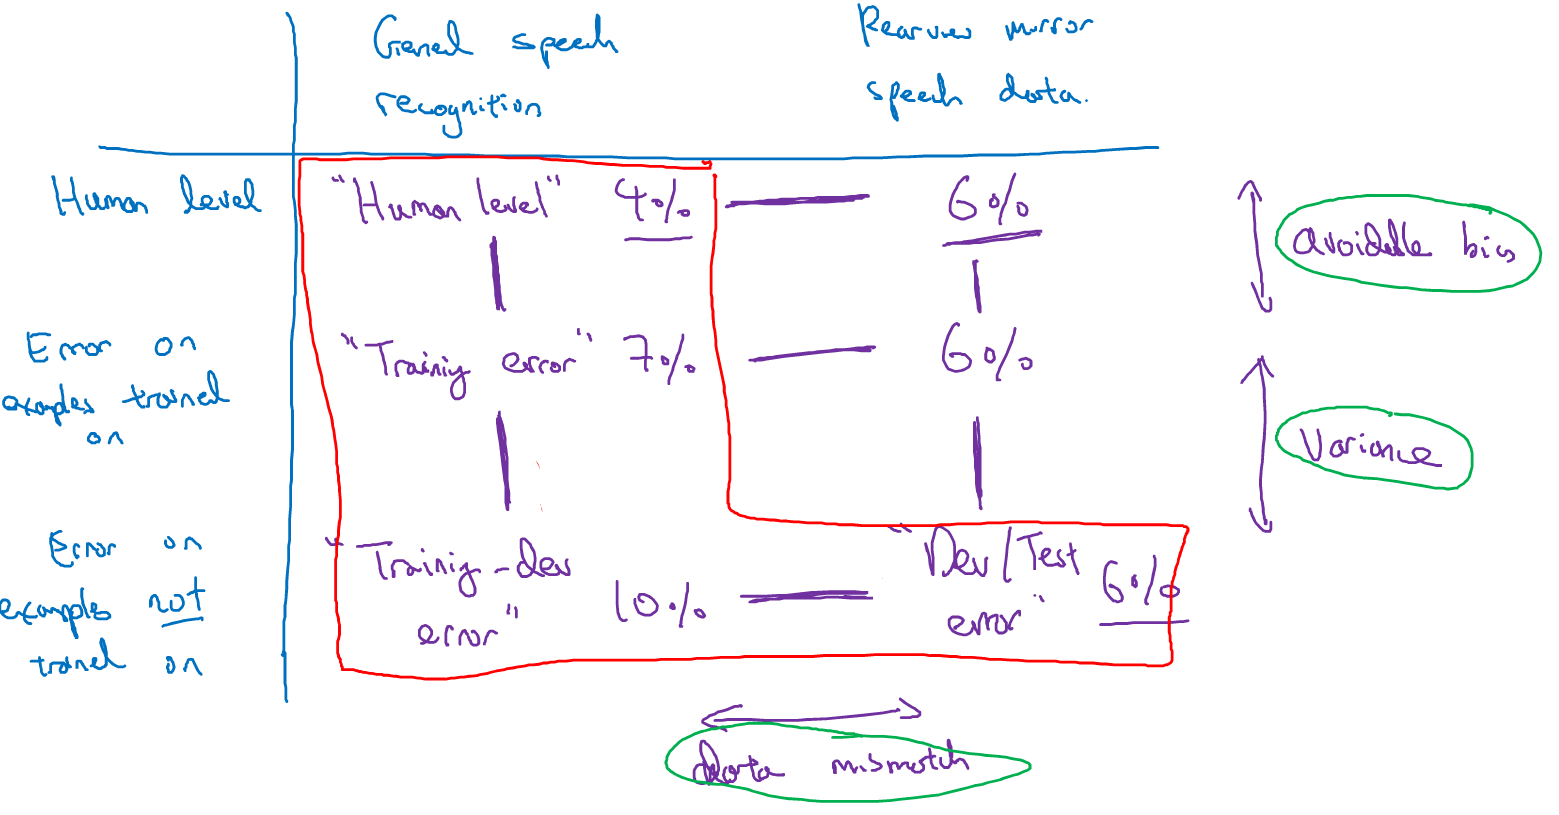 General speech
recognition
Rearview mirror
speech data.
Human level
"Human level" 4%
6%
avoidable bias
Error on
examples trained
on
"Training error" 7%
6%
Variance
Error on
examples not
trained on
"Training-dev
error"
10%
"Dev/Test
error"
6%
data mismatch